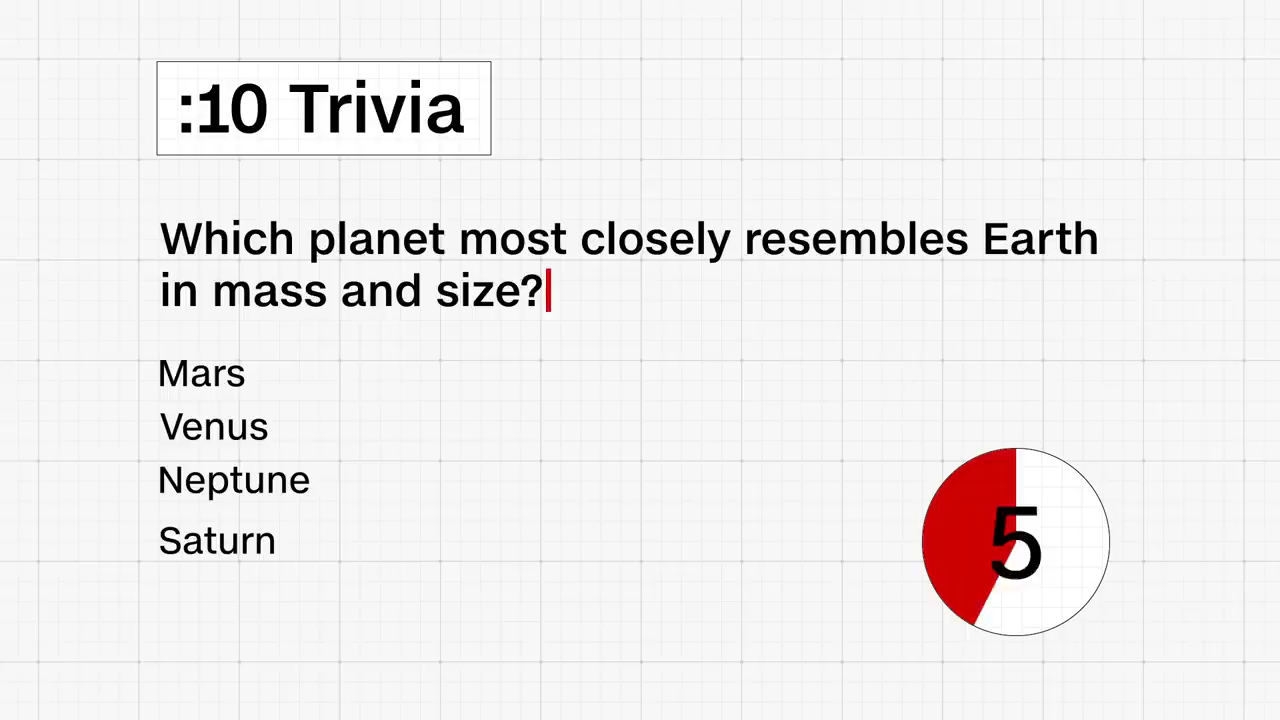 :10 Trivia
Which planet most closely resembles Earth
in mass and size?
Mars
Venus
Neptune
Saturn
5